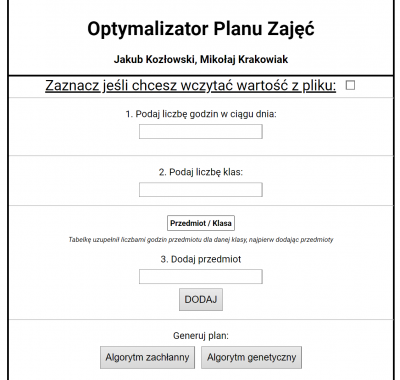 Optymalizator Planu Zajęć
Jakub Kozłowski, Mikołaj Krakowiak
Zaznacz jeśli chcesz wczytać wartość z pliku:
1. Podaj liczbę godzin w ciągu dnia:
2. Podaj liczbę klas:
Przedmiot / Klasa
Tabelkę uzupełnił liczbami godzin przedmiotu dla danej klasy, najpierw dodając przedmioty
3. Dodaj przedmiot
DODAJ
Generuj plan:
Algorytm zachłanny Algorytm genetyczny